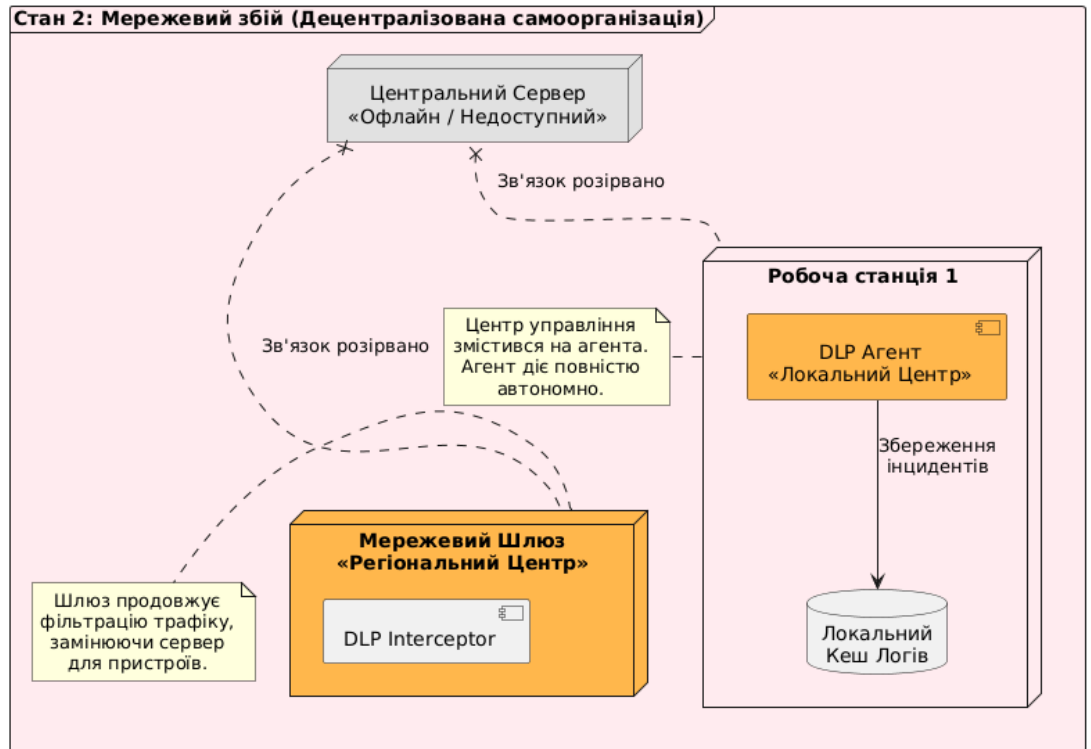 Стан 2: Мережевий збій (Децентралізована самоорганізація)
Центральний Сервер
«Офлайн / Недоступний»
Зв'язок розірвано
Робоча станція 1
Центр управління
змістився на агента.
Агент діє повністю
автономно.
DLP Агент
«Локальний Центр»
Зв'язок розірвано
Збереження
інцидентів
Мережевий Шлюз
«Регіональний Центр»
DLP Interceptor
Шлюз продовжує
фільтрацію трафіку,
замінюючи сервер
для пристроїв.
Локальний
Кеш Логів